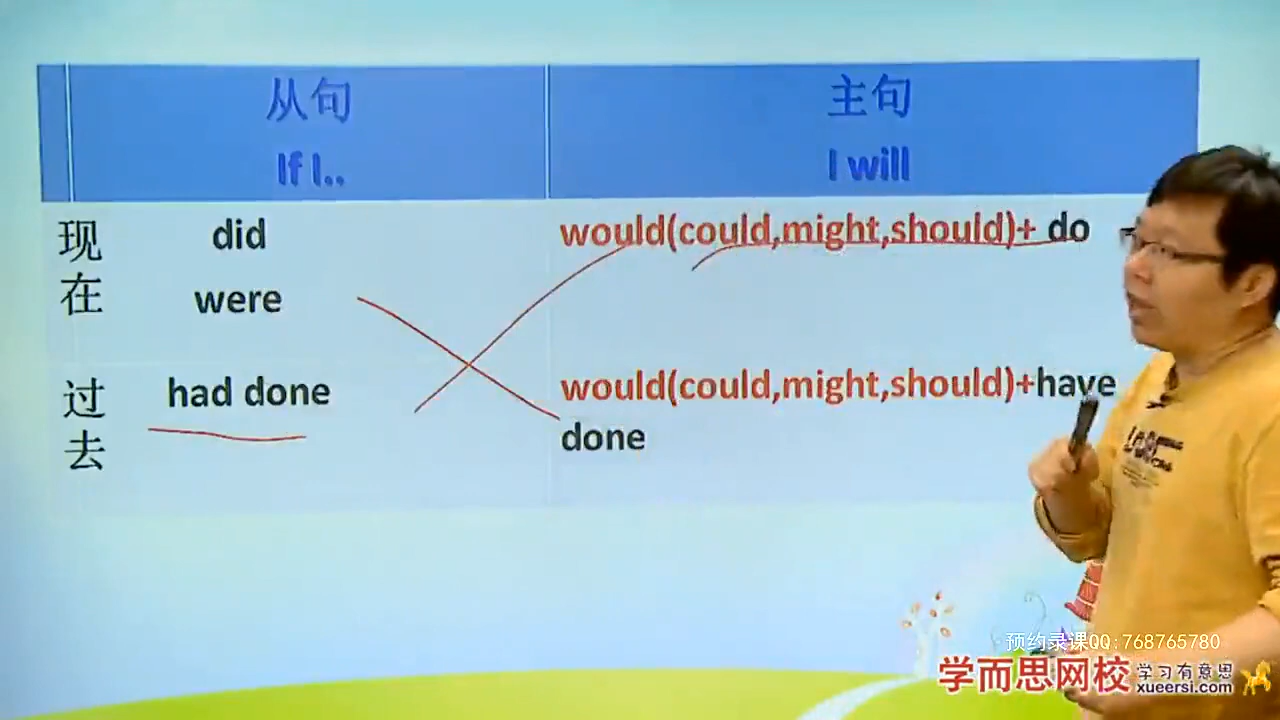 从句
主句
If I..
I will
现在
did
were
would(could,might,should)+ do
过去
had done
would(could,might,should)+have
done
预约录课QQ:768765780
学而思网校
学习有意思
xueersi.com